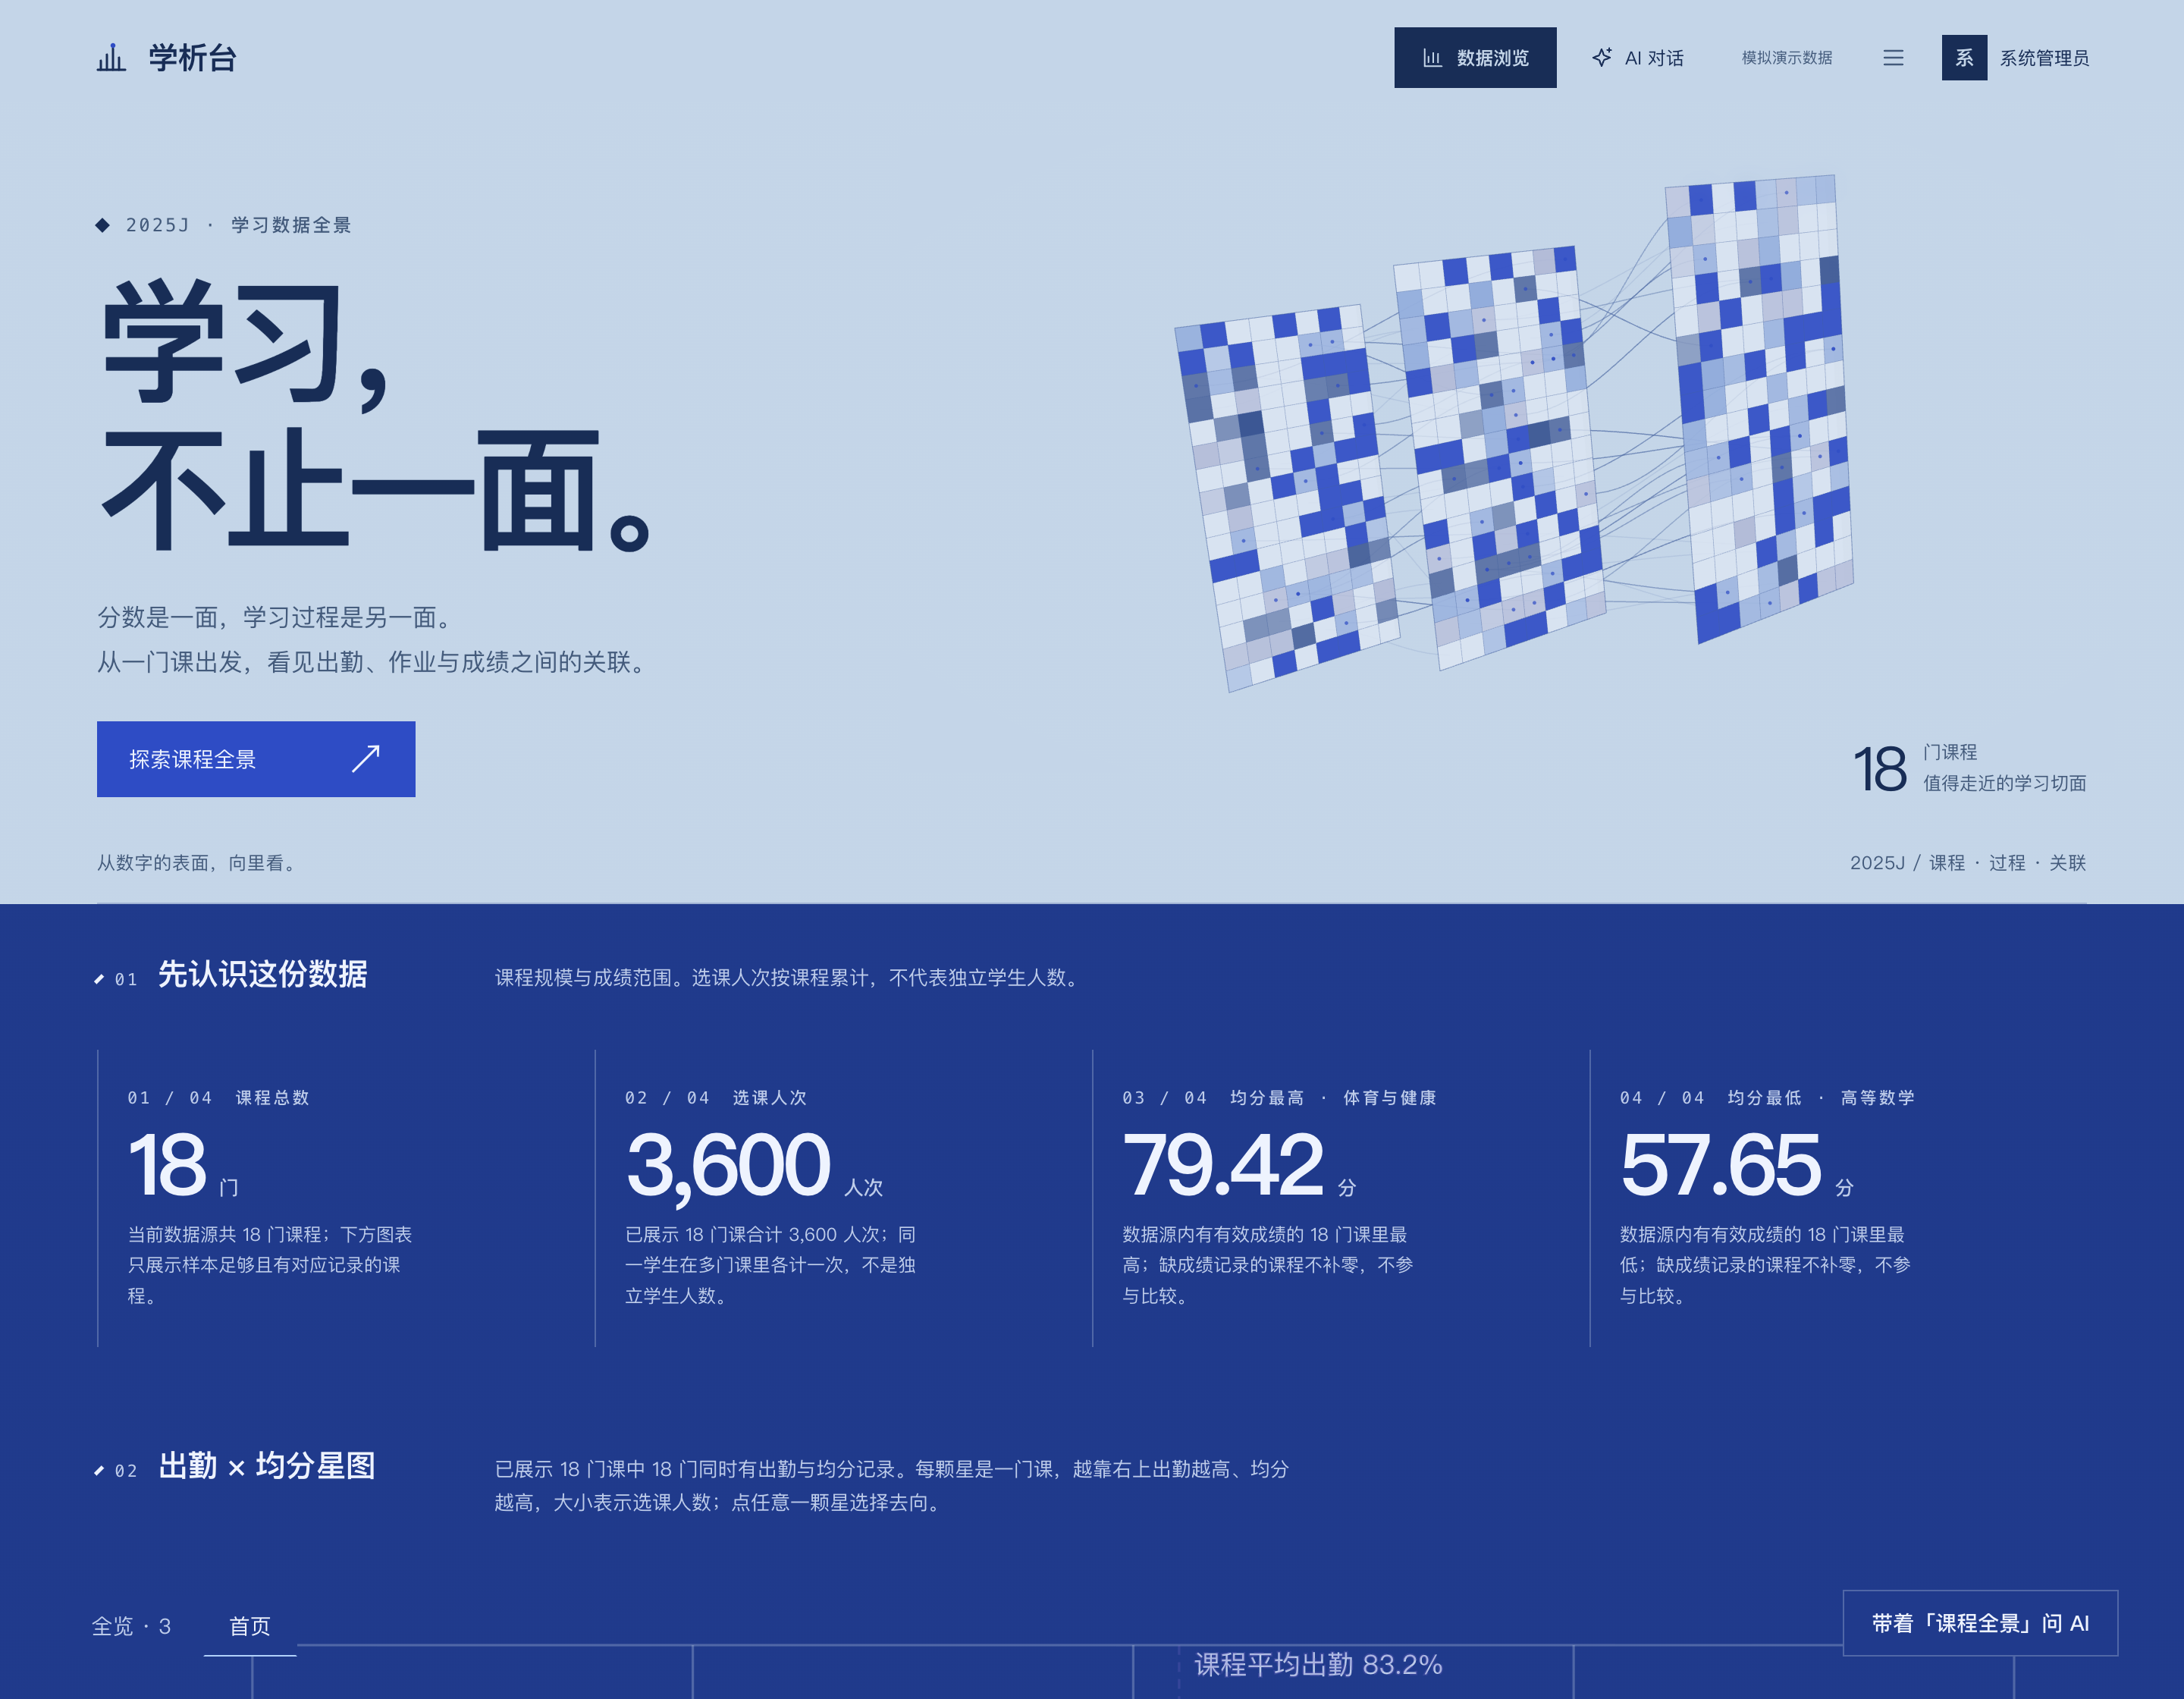 学析台
数据浏览
AI 对话
模拟演示数据
系
系统管理员
2025J · 学习数据全景
学习，
不止一面。
分数是一面，学习过程是另一面。
从一门课出发，看见出勤、作业与成绩之间的关联。
探索课程全景
18
门课程
值得走近的学习切面
从数字的表面，向里看。
2025J / 课程 · 过程 · 关联
01 先认识这份数据
课程规模与成绩范围。选课人次按课程累计，不代表独立学生人数。
01 / 04 课程总数
18 门
当前数据源共 18 门课程；下方图表
只展示样本足够且有对应记录的课
程。
02 / 04 选课人次
3,600 人次
已展示 18 门课合计 3,600 人次；同
一学生在多门课里各计一次，不是独
立学生人数。
03 / 04 均分最高 · 体育与健康
79.42 分
数据源内有有效成绩的 18 门课里最
高；缺成绩记录的课程不补零，不参
与比较。
04 / 04 均分最低 · 高等数学
57.65 分
数据源内有有效成绩的 18 门课里最
低；缺成绩记录的课程不补零，不参
与比较。
02 出勤 × 均分星图
已展示 18 门课中 18 门同时有出勤与均分记录。每颗星是一门课，越靠右上出勤越高、均分
越高，大小表示选课人数；点任意一颗星选择去向。
全览 · 3
首页
带着「课程全景」问 AI
课程平均出勤 83.2%